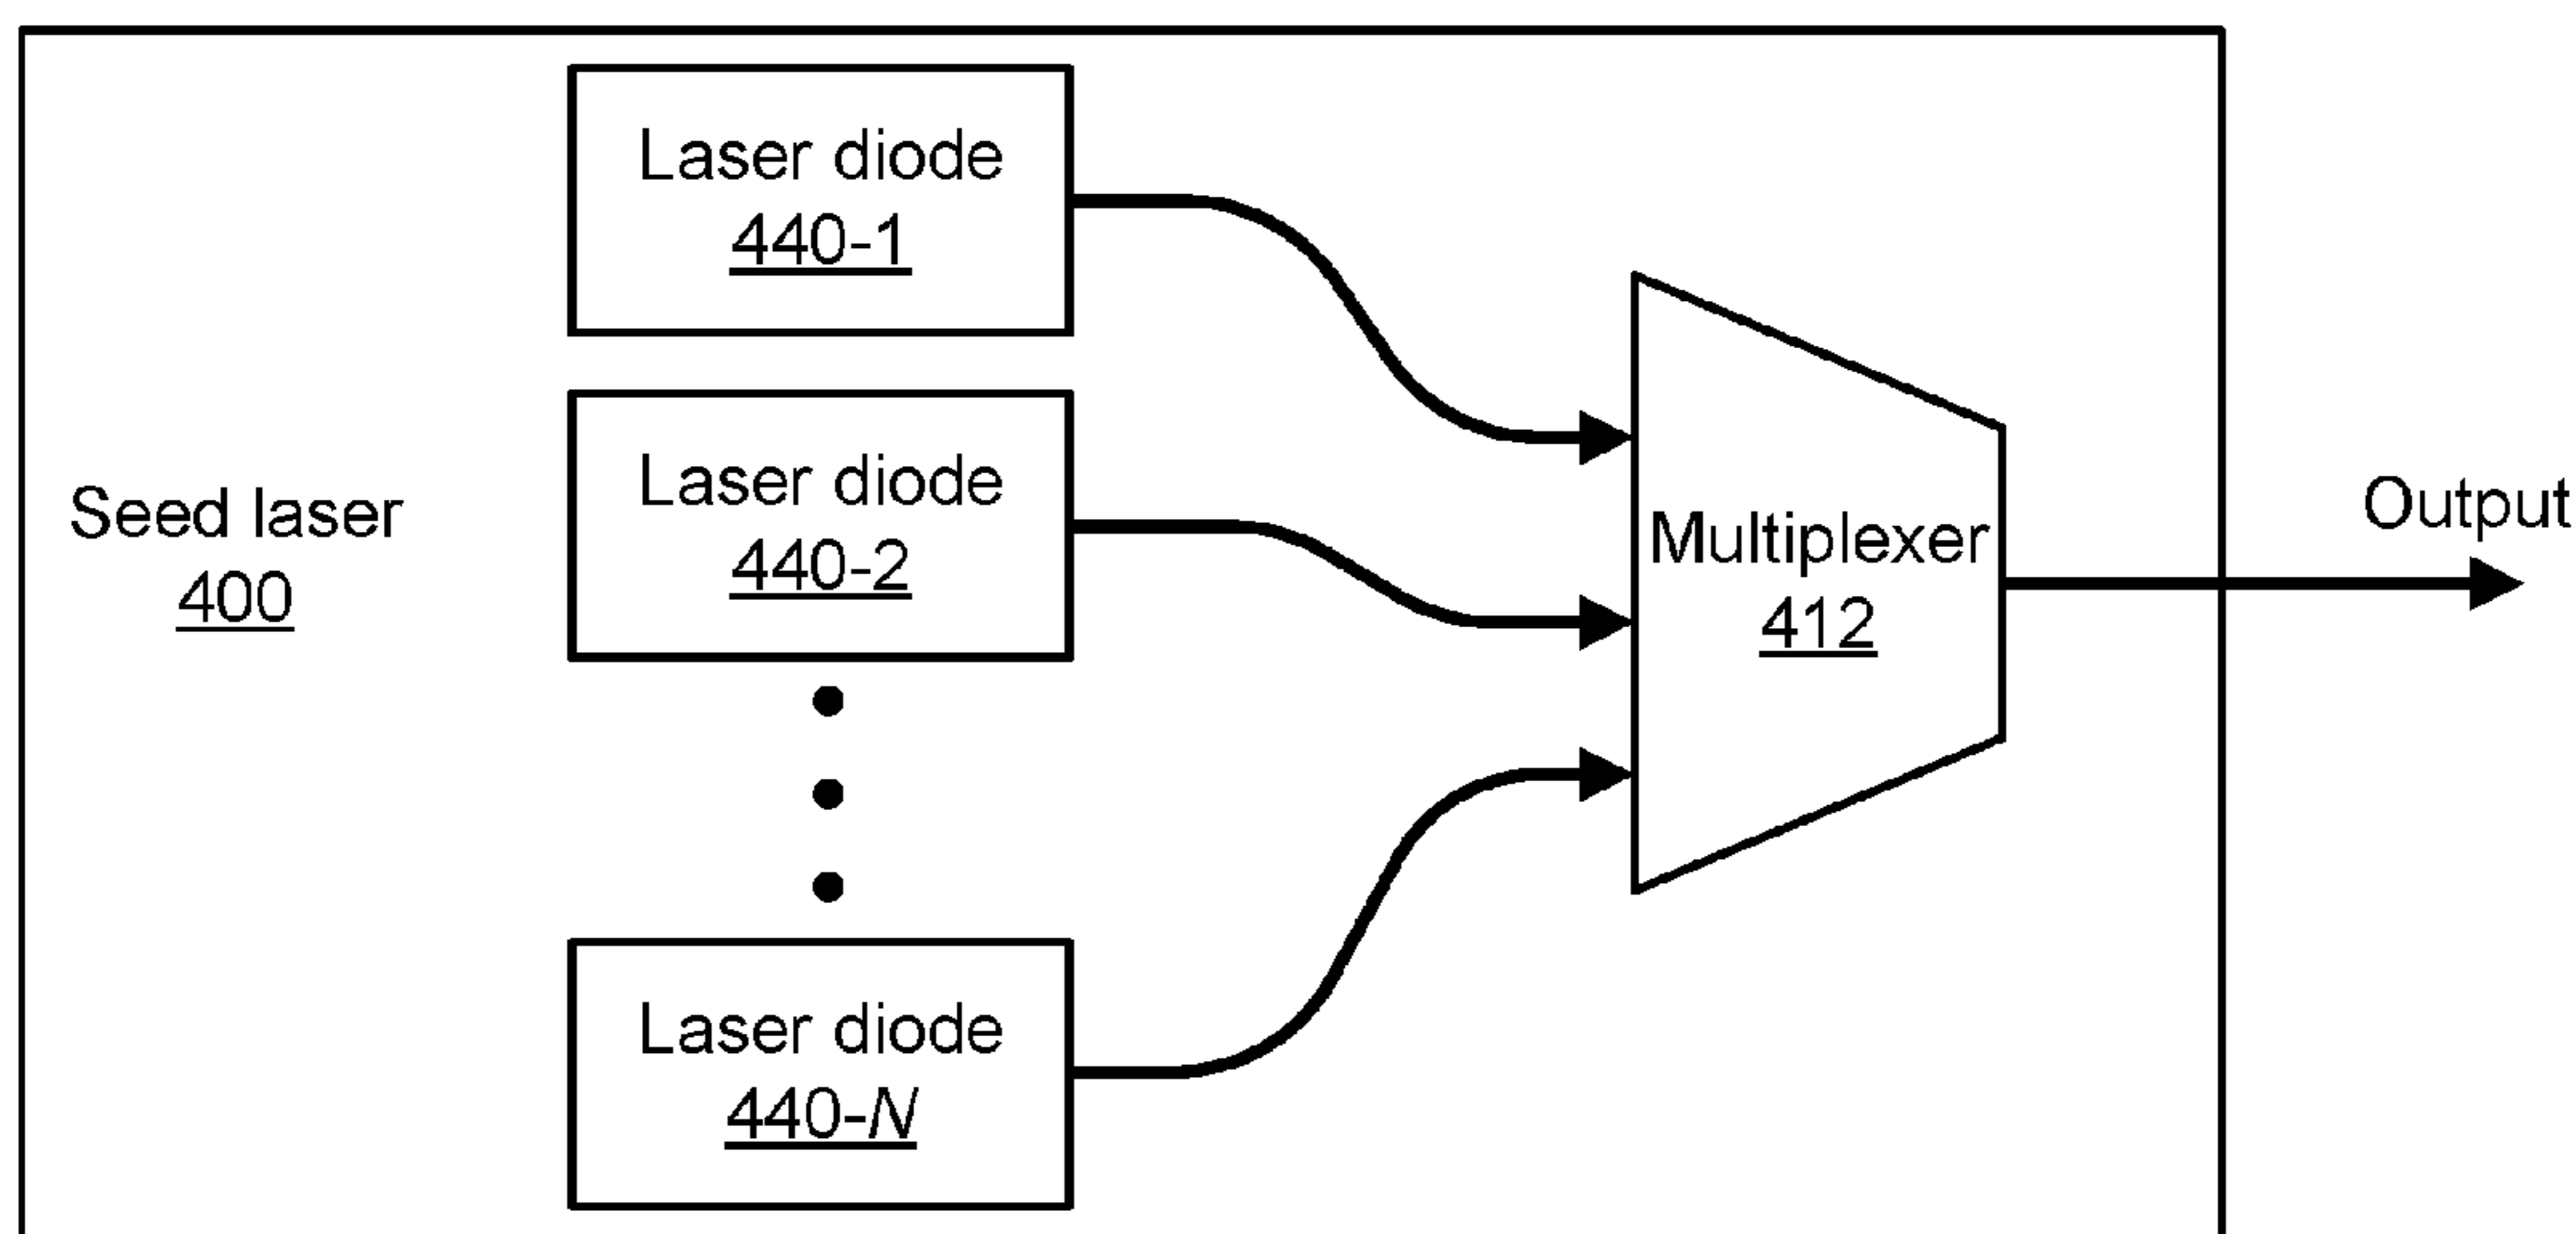 Laser diode
440-1
Laser diode
440-2
Seed laser
400
Multiplexer
412
Output
Laser diode
440-N